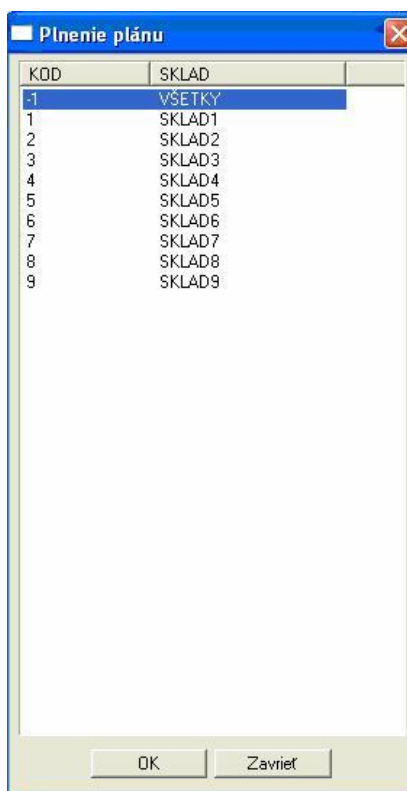 Plnenie plánu
KOD SKLAD
-1 VŠETKY
1 SKLAD1
2 SKLAD2
3 SKLAD3
4 SKLAD4
5 SKLAD5
6 SKLAD6
7 SKLAD7
8 SKLAD8
9 SKLAD9
OK Zavrieť